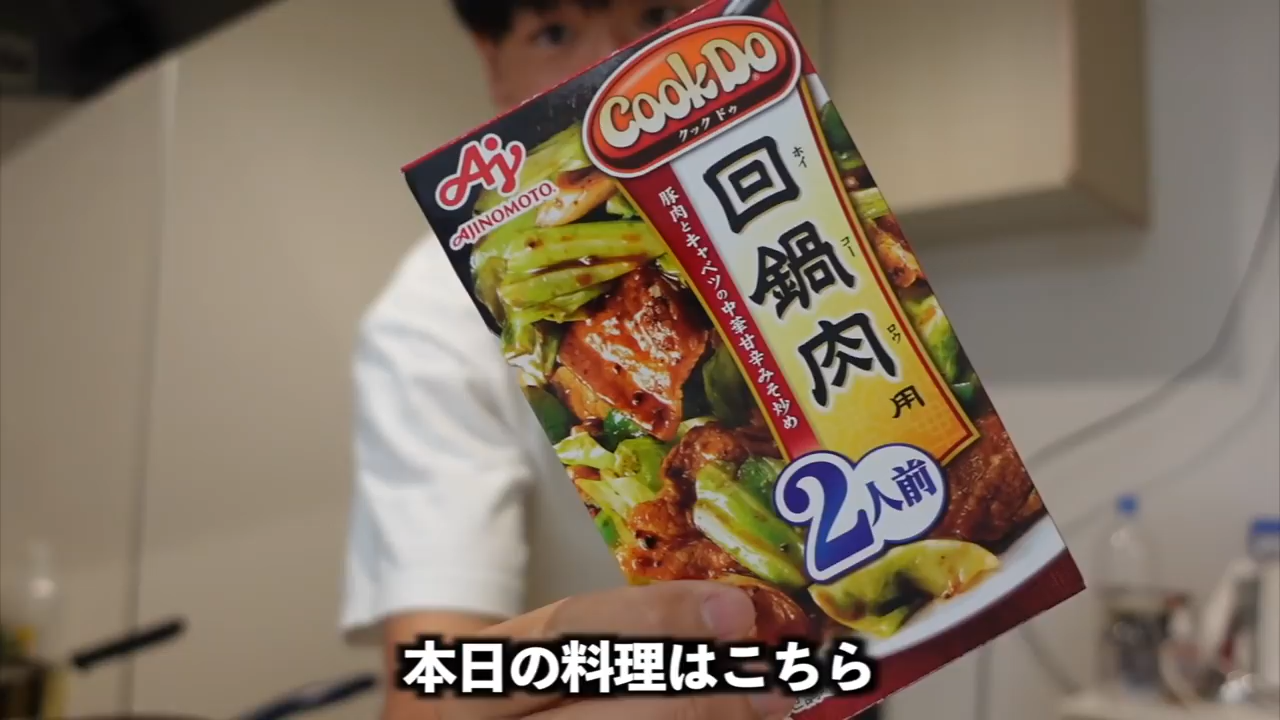 CookDo
クック ドゥ
Aj
AJINOMOTO
回鍋肉用
ホイ
コー
ロウ
豚肉とキャベツの中華甘辛みそ炒め
2人前
本日の料理はこちら